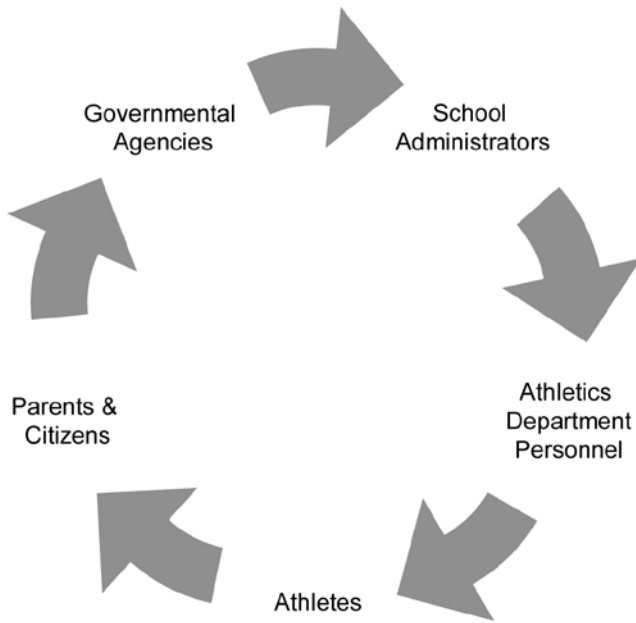 Governmental
Agencies
School
Administrators
Athletics
Department
Personnel
Athletes
Parents &
Citizens